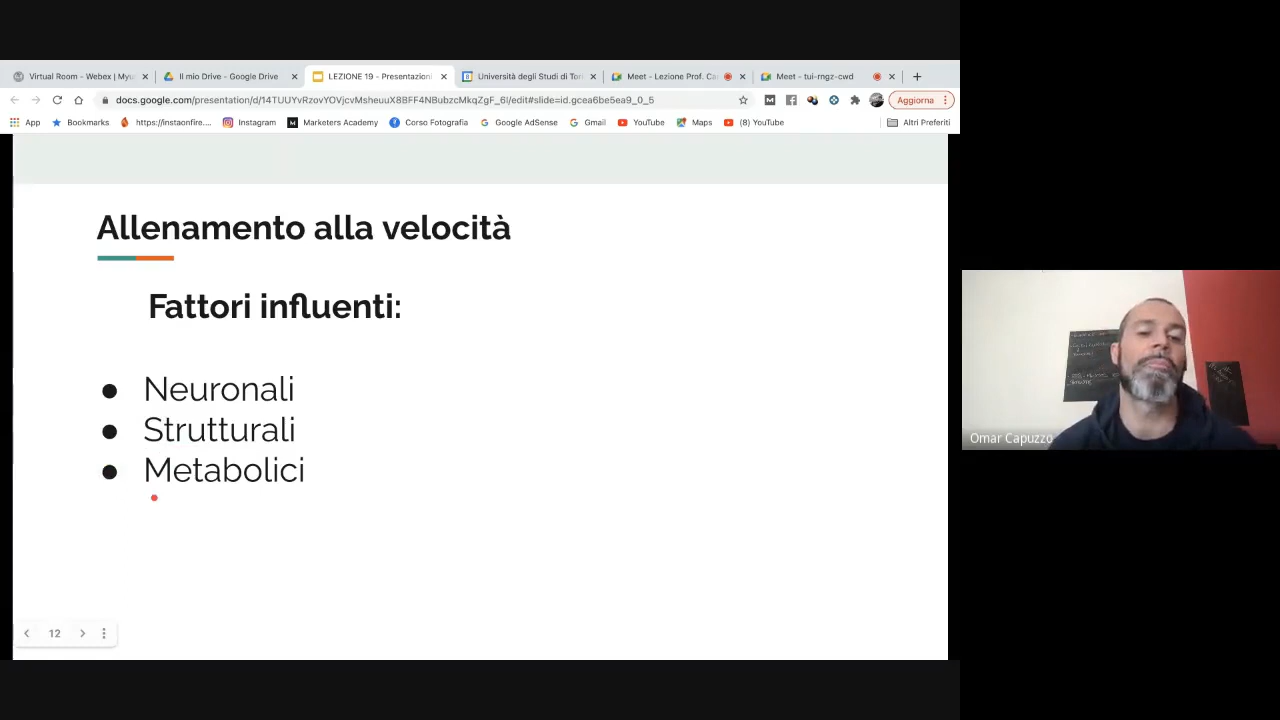 Virtual Room - Webex | Myu
Il mio Drive - Google Drive
LEZIONE 19 - Presentazioni
Università degli Studi di Tori
Meet - Lezione Prof. Ca
Meet - tui-rngz-cwd
docs.google.com/presentation/d/14TUUYvRzovYOVjcvMsheuuX8BFF4NBubzcMkqZgF_6I/edit#slide=id.gcea6be5ea9_0_5
Aggiorna
App
Bookmarks
https://instaonfire....
Instagram
Marketers Academy
Corso Fotografia
Google AdSense
Gmail
YouTube
Maps
(8) YouTube
Altri Preferiti
Allenamento alla velocità
Fattori influenti:
● Neuronali
● Strutturali
● Metabolici
12
Omar Capuzzo